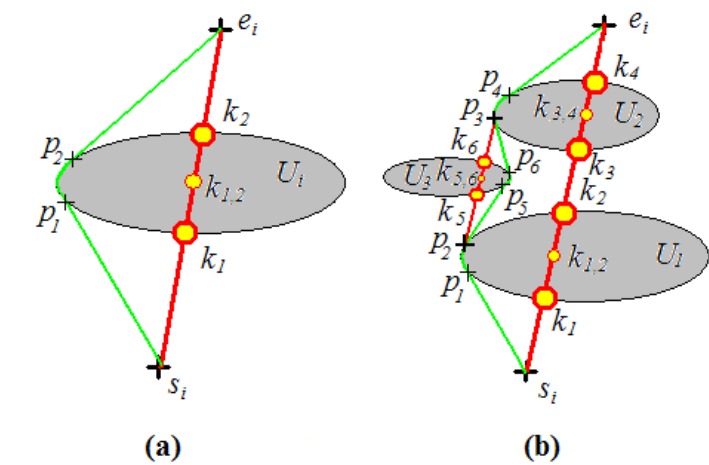 e_i
k_2
p_2
U_i
k_{1,2}
p_1
k_1
s_i
(a)
e_i
p_4
k_4
p_3
k_{3,4}
U_2
k_6
p_6
k_3
U_3
k_{5,6}
p_5
k_2
k_5
p_2
k_{1,2}
U_1
p_1
k_1
s_i
(b)